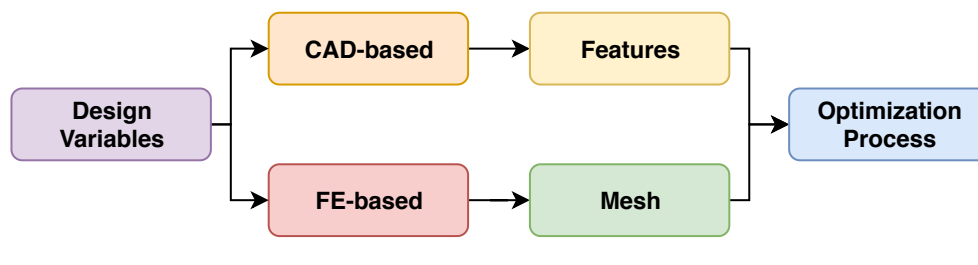 Design
Variables
CAD-based
Features
FE-based
Mesh
Optimization
Process